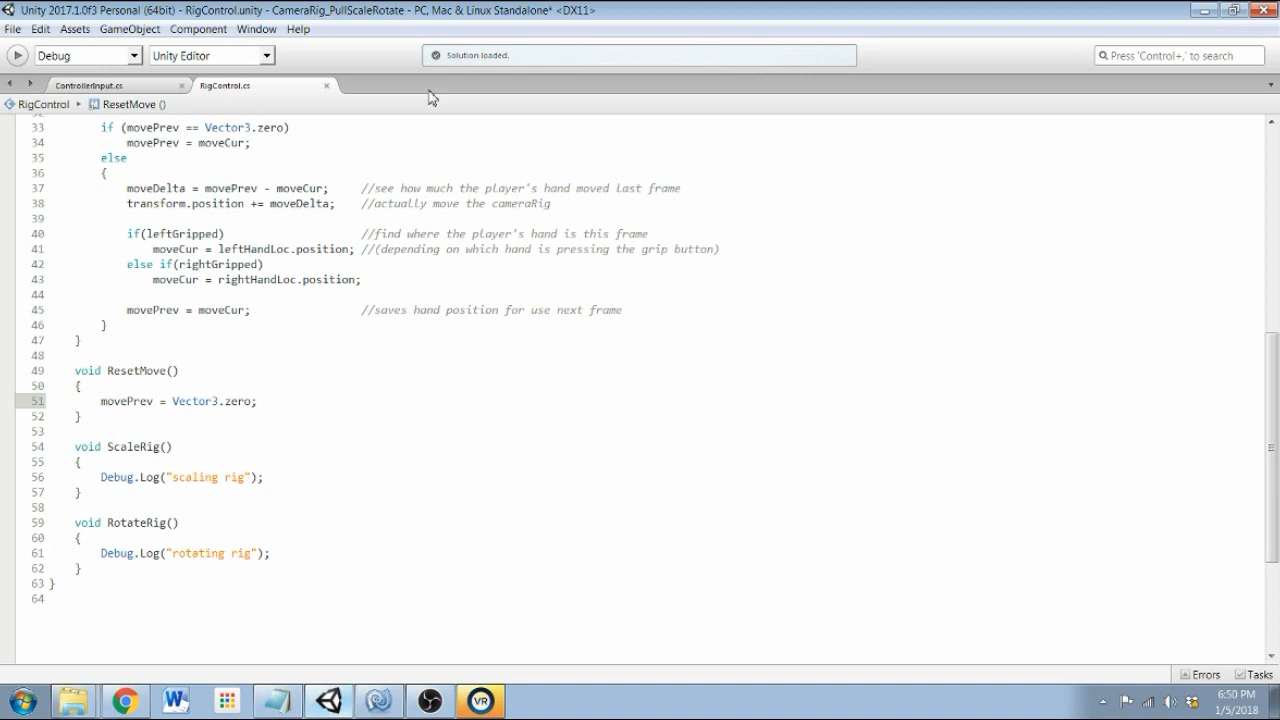 Unity 2017.1.0f3 Personal (64bit) - RigControl.unity - CameraRig_PullScaleRotate - PC, Mac & Linux Standalone* <DX11>
File Edit Assets GameObject Component Window Help
Debug Unity Editor Solution loaded. Press 'Control+,' to search
ControllerInput.cs RigControl.cs
RigControl ResetMove ()
33 if (movePrev == Vector3.zero)
34 movePrev = moveCur;
35 else
36 {
37 moveDelta = movePrev - moveCur; //see how much the player's hand moved last frame
38 transform.position += moveDelta; //actually move the cameraRig
39
40 if(leftGripped) //find where the player's hand is this frame
41 moveCur = leftHandLoc.position; //(depending on which hand is pressing the grip button)
42 else if(rightGripped)
43 moveCur = rightHandLoc.position;
44
45 movePrev = moveCur; //saves hand position for use next frame
46 }
47 }
48
49 void ResetMove()
50 {
51 movePrev = Vector3.zero;
52 }
53
54 void ScaleRig()
55 {
56 Debug.Log("scaling rig");
57 }
58
59 void RotateRig()
60 {
61 Debug.Log("rotating rig");
62 }
63 }
64
Errors Tasks
VR
6:50 PM
1/5/2018